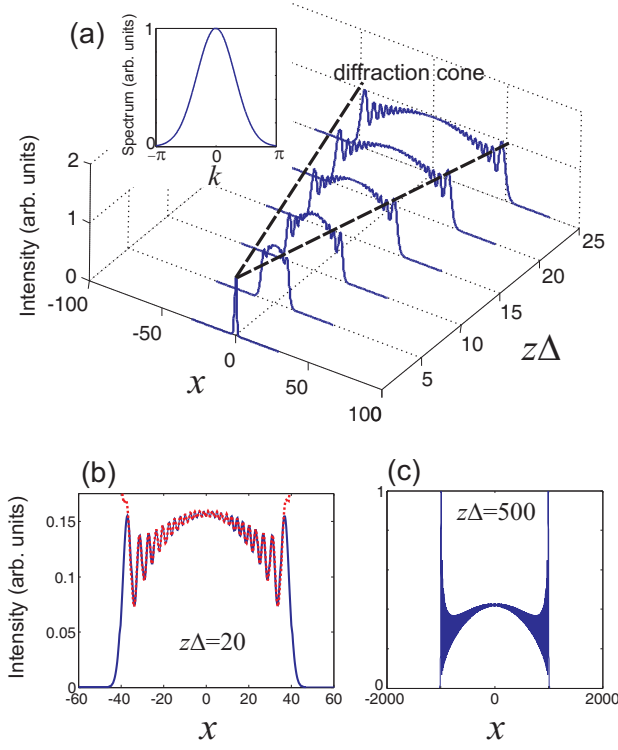 (a)
Spectrum (arb. units)
1
0
−π
0
π
k
diffraction cone
Intensity (arb. units)
2
1
0
-100
-50
0
50
100
x
0
5
10
15
20
25
zΔ
(b)
Intensity (arb. units)
0.15
0.1
0.05
0
-60
-40
-20
0
20
40
60
x
zΔ=20
(c)
1
0
-2000
0
2000
x
zΔ=500